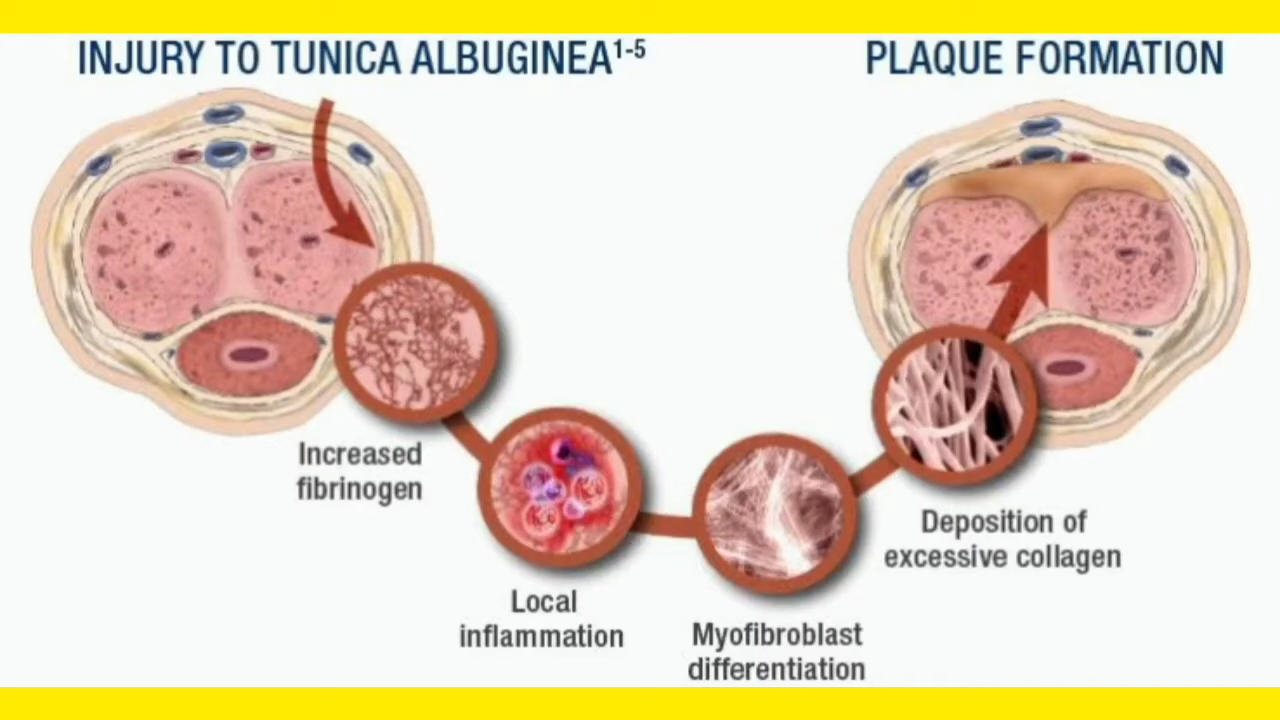 INJURY TO TUNICA ALBUGINEA¹⁻⁵
PLAQUE FORMATION
Increased
fibrinogen
Local
inflammation
Myofibroblast
differentiation
Deposition of
excessive collagen